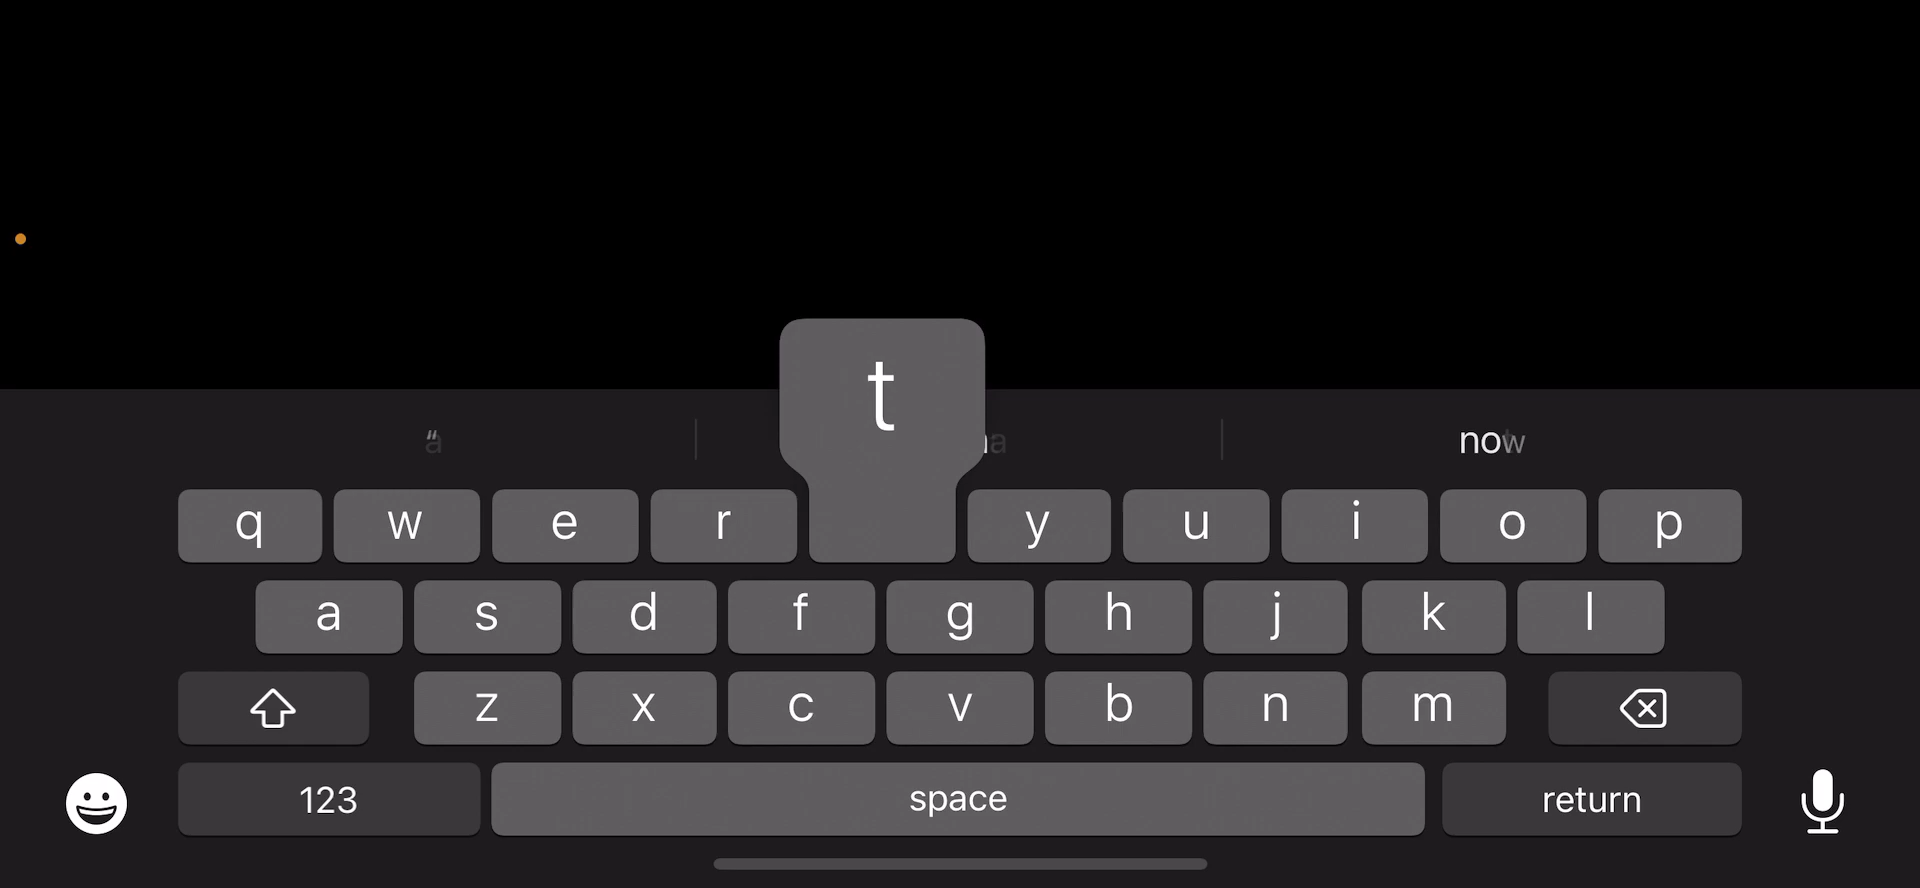 t
now
q w e r y u i o p
a s d f g h j k l
z x c v b n m
123 space return